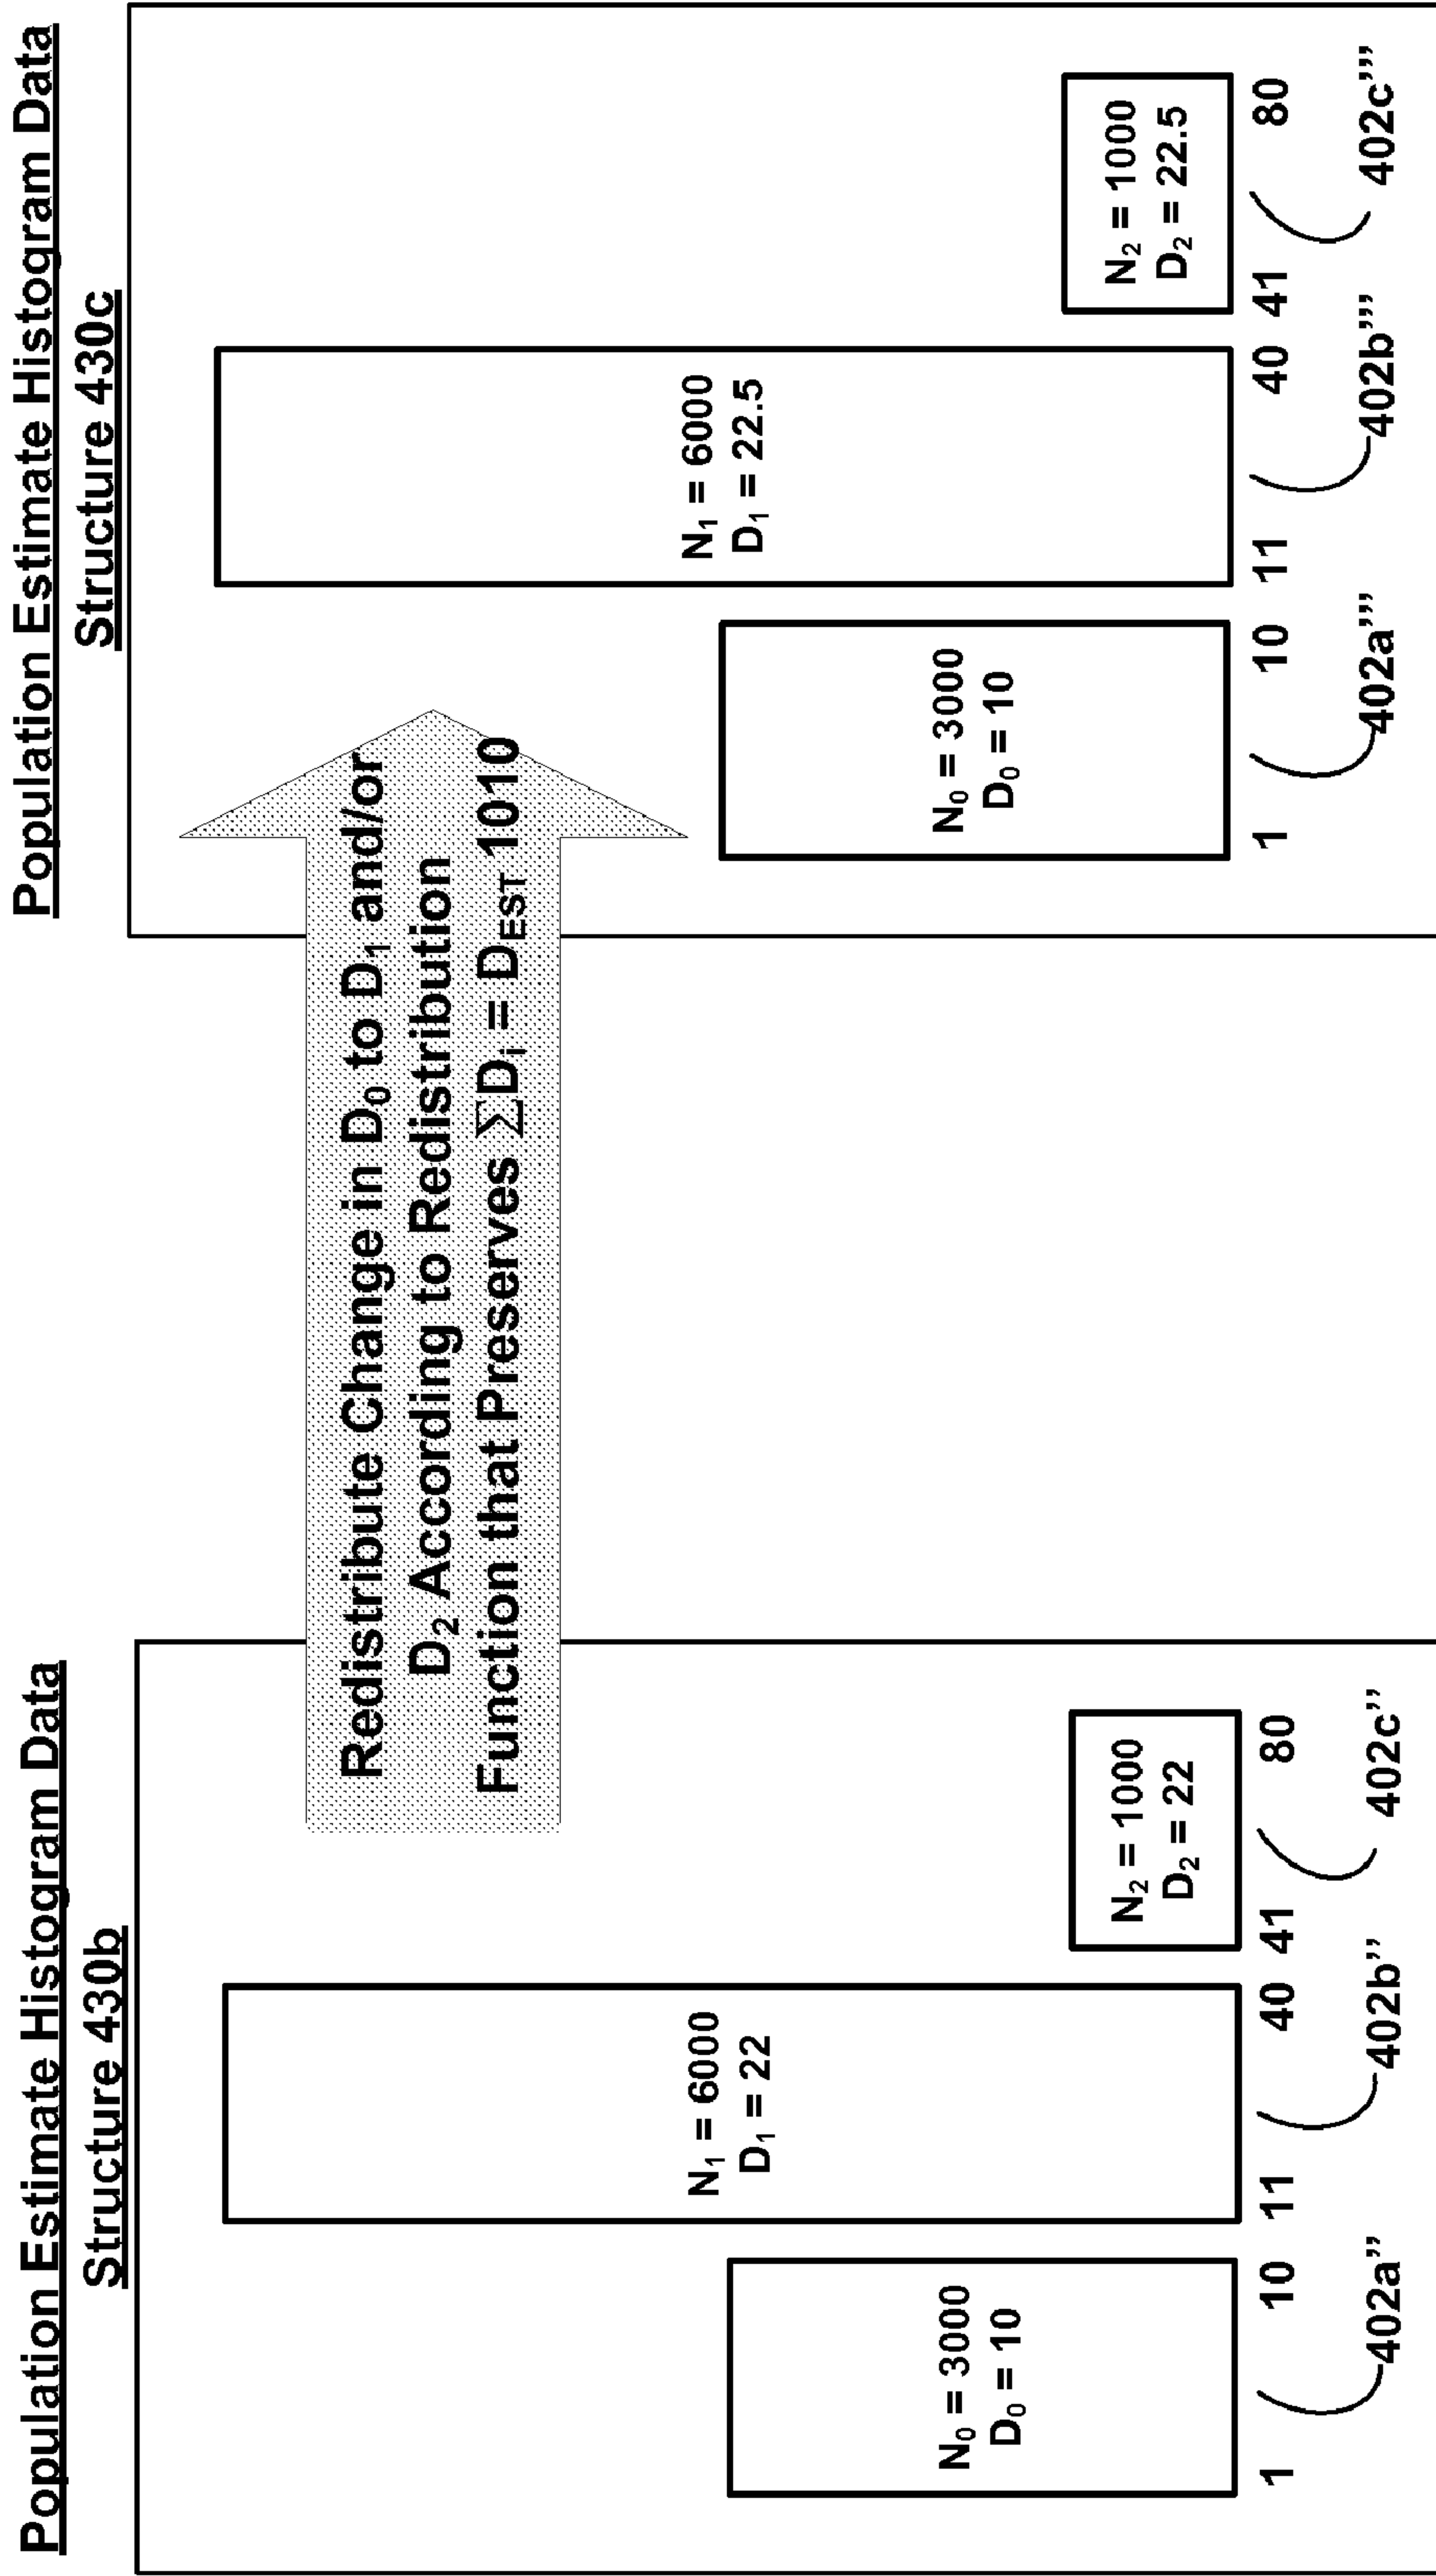 Population Estimate Histogram Data
Structure 430b
N₀ = 3000
D₀ = 10
N₁ = 6000
D₁ = 22
N₂ = 1000
D₂ = 22
1 10 11 40 41 80
402a’’ 402b’’ 402c’’
Redistribute Change in D₀ to D₁ and/or
D₂ According to Redistribution
Function that Preserves ΣDᵢ = D_EST 1010
Population Estimate Histogram Data
Structure 430c
N₀ = 3000
D₀ = 10
N₁ = 6000
D₁ = 22.5
N₂ = 1000
D₂ = 22.5
1 10 11 40 41 80
402a’’’ 402b’’’ 402c’’’